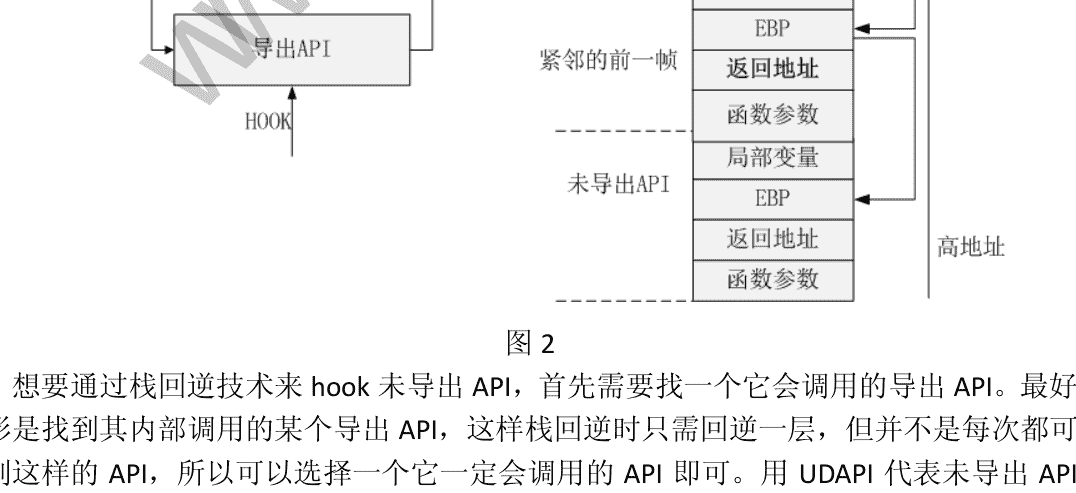 导出API
HOOK
EBP
紧邻的前一帧
返回地址
函数参数
局部变量
未导出API
EBP
返回地址
高地址
函数参数
图 2
想要通过栈回逆技术来 hook 未导出 API，首先需要找一个它会调用的导出 API。最好
是找到其内部调用的某个导出 API，这样栈回逆时只需回逆一层，但并不是每次都可
这样的 API，所以可以选择一个它一定会调用的 API 即可。用 UDAPI 代表未导出 API